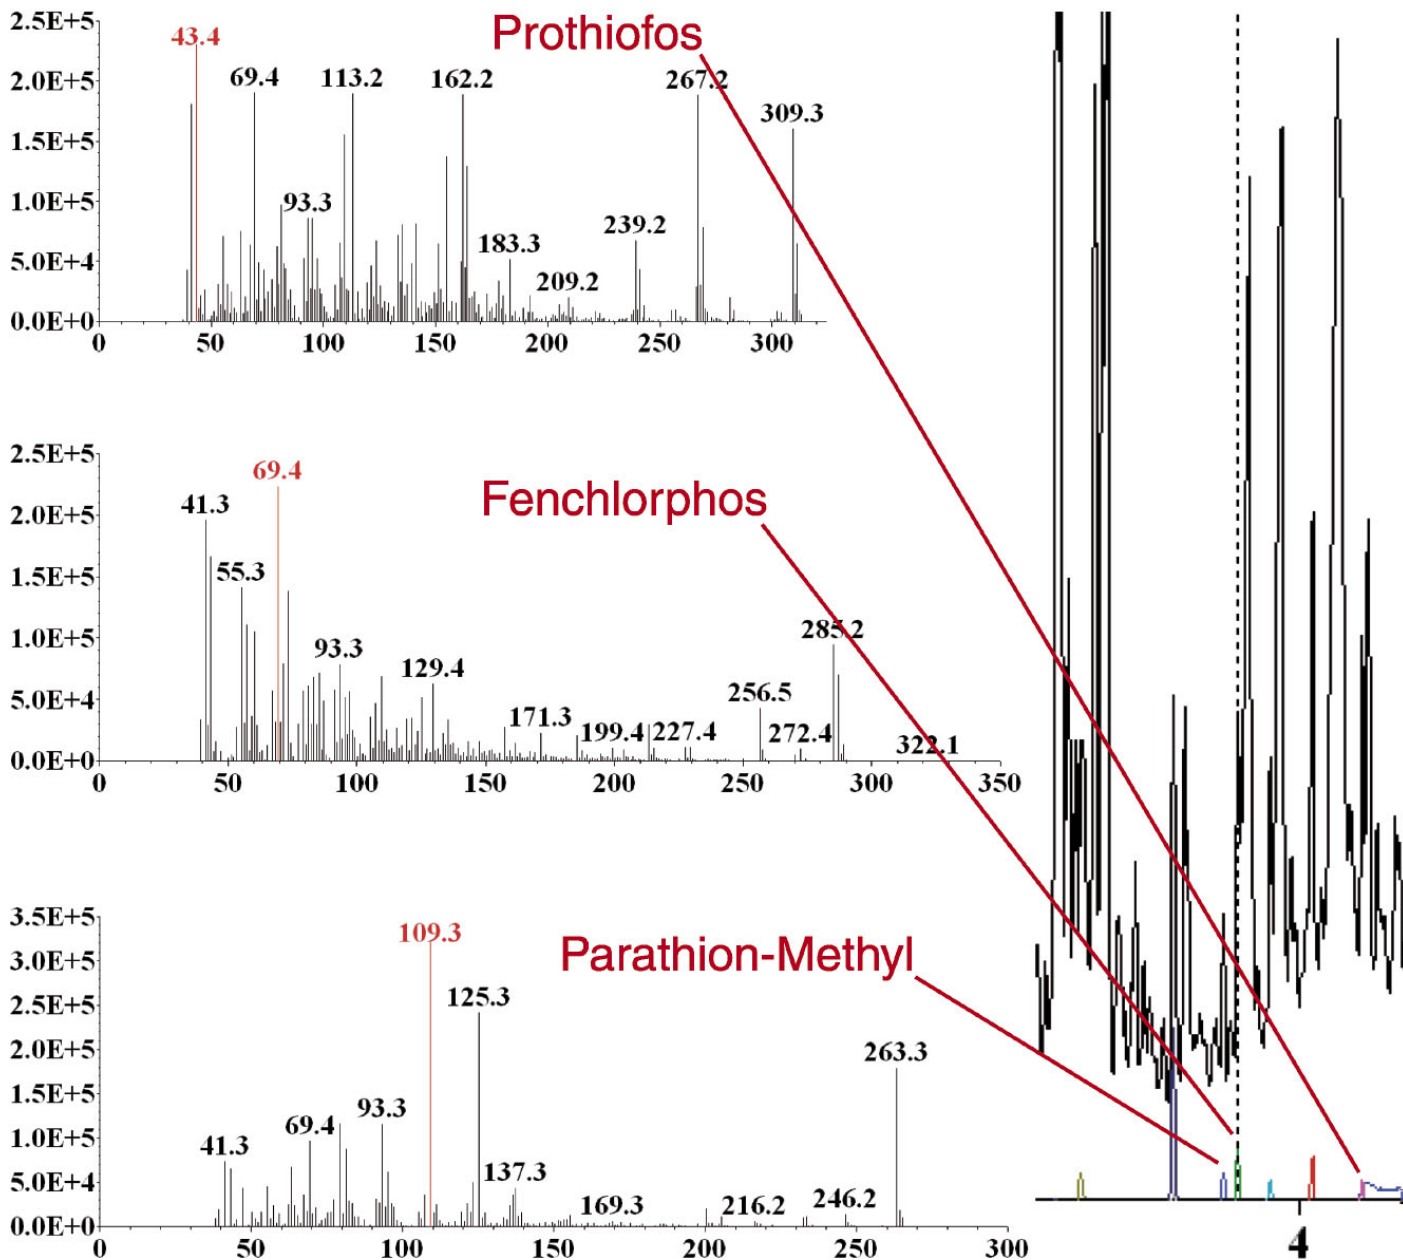 Prothiofos
2.5E+5
2.0E+5
1.5E+5
1.0E+5
5.0E+4
0.0E+0
43.4
69.4
113.2
162.2
267.2
309.3
93.3
183.3
209.2
239.2
0 50 100 150 200 250 300
Fenchlorphos
2.5E+5
2.0E+5
1.5E+5
1.0E+5
5.0E+4
0.0E+0
69.4
41.3
55.3
93.3
129.4
171.3
199.4
227.4
256.5
272.4
285.2
322.1
0 50 100 150 200 250 300 350
Parathion-Methyl
3.5E+5
3.0E+5
2.5E+5
2.0E+5
1.5E+5
1.0E+5
5.0E+4
0.0E+0
109.3
125.3
263.3
41.3
69.4
93.3
137.3
169.3
216.2
246.2
0 50 100 150 200 250 300
4